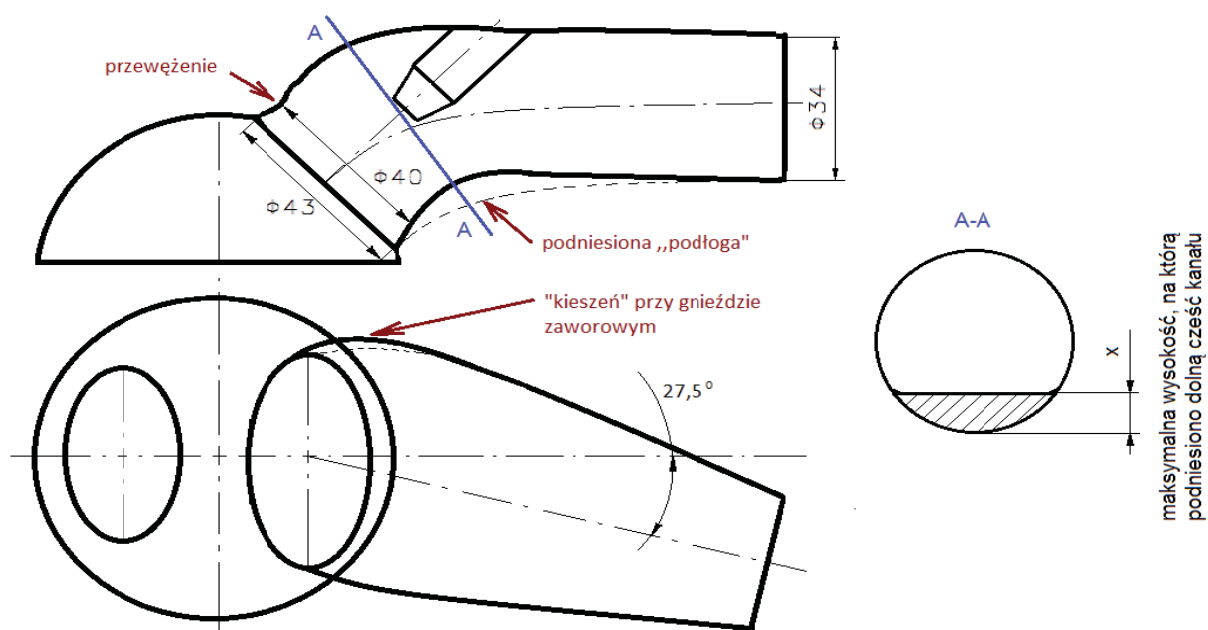 A
przewężenie
Φ34
Φ40
Φ43
A
podniesiona ,,podłoga"
A-A
"kieszeń" przy gnieździe
zaworowym
27,5°
x
maksymalna wysokość, na którą
podniesiono dolną cześć kanału